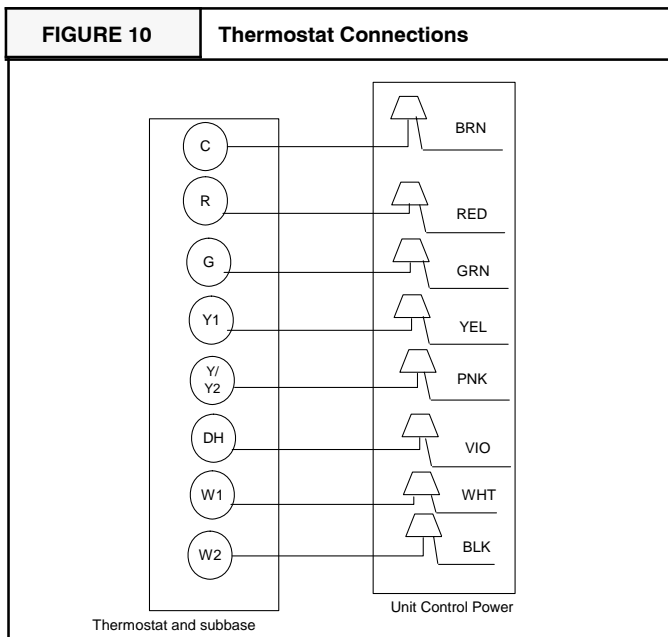 FIGURE 10 Thermostat Connections
C BRN
R RED
G GRN
Y1 YEL
Y/
Y2 PNK
DH VIO
W1 WHT
W2 BLK
Thermostat and subbase
Unit Control Power